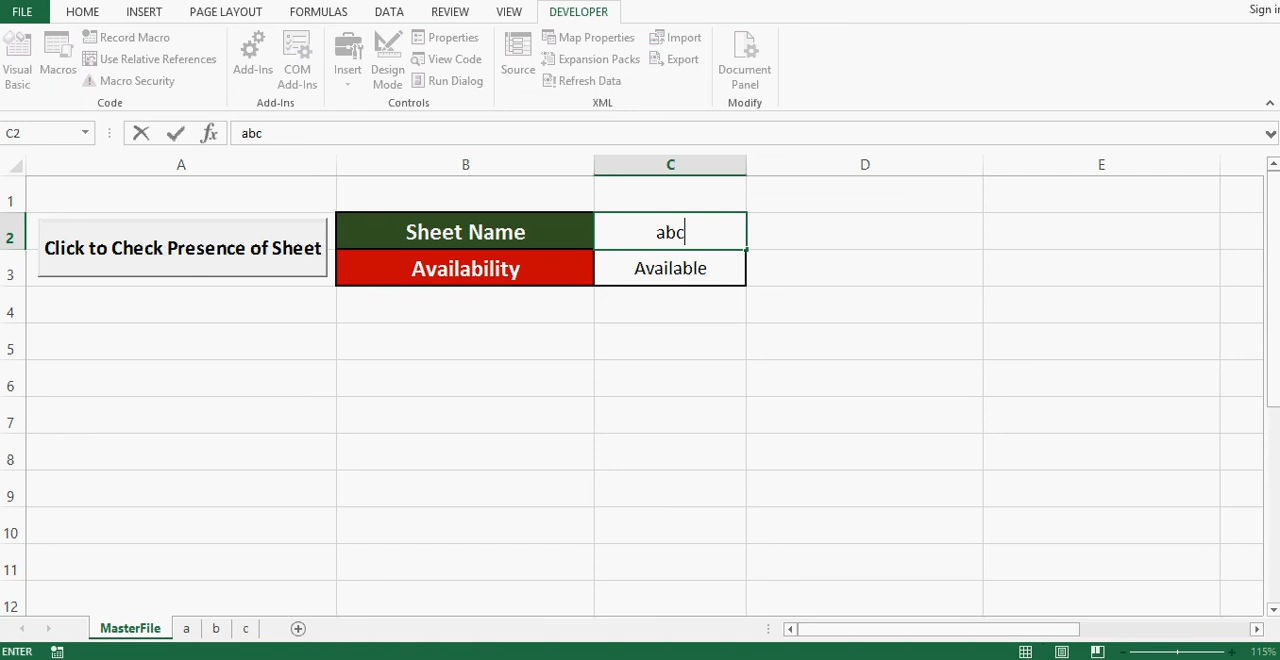 FILE HOME INSERT PAGE LAYOUT FORMULAS DATA REVIEW VIEW DEVELOPER Sign in
Visual Basic
Macros
Record Macro
Use Relative References
Macro Security
Code
Add-Ins
COM Add-Ins
Add-Ins
Insert
Design Mode
Properties
View Code
Run Dialog
Controls
Source
Map Properties
Expansion Packs
Refresh Data
Import
Export
XML
Document Panel
Modify
C2 fx abc
A B C D E
1
2
3
4
5
6
7
8
9
10
11
12
Click to Check Presence of Sheet
Sheet Name abc
Availability Available
MasterFile a b c
ENTER 115%